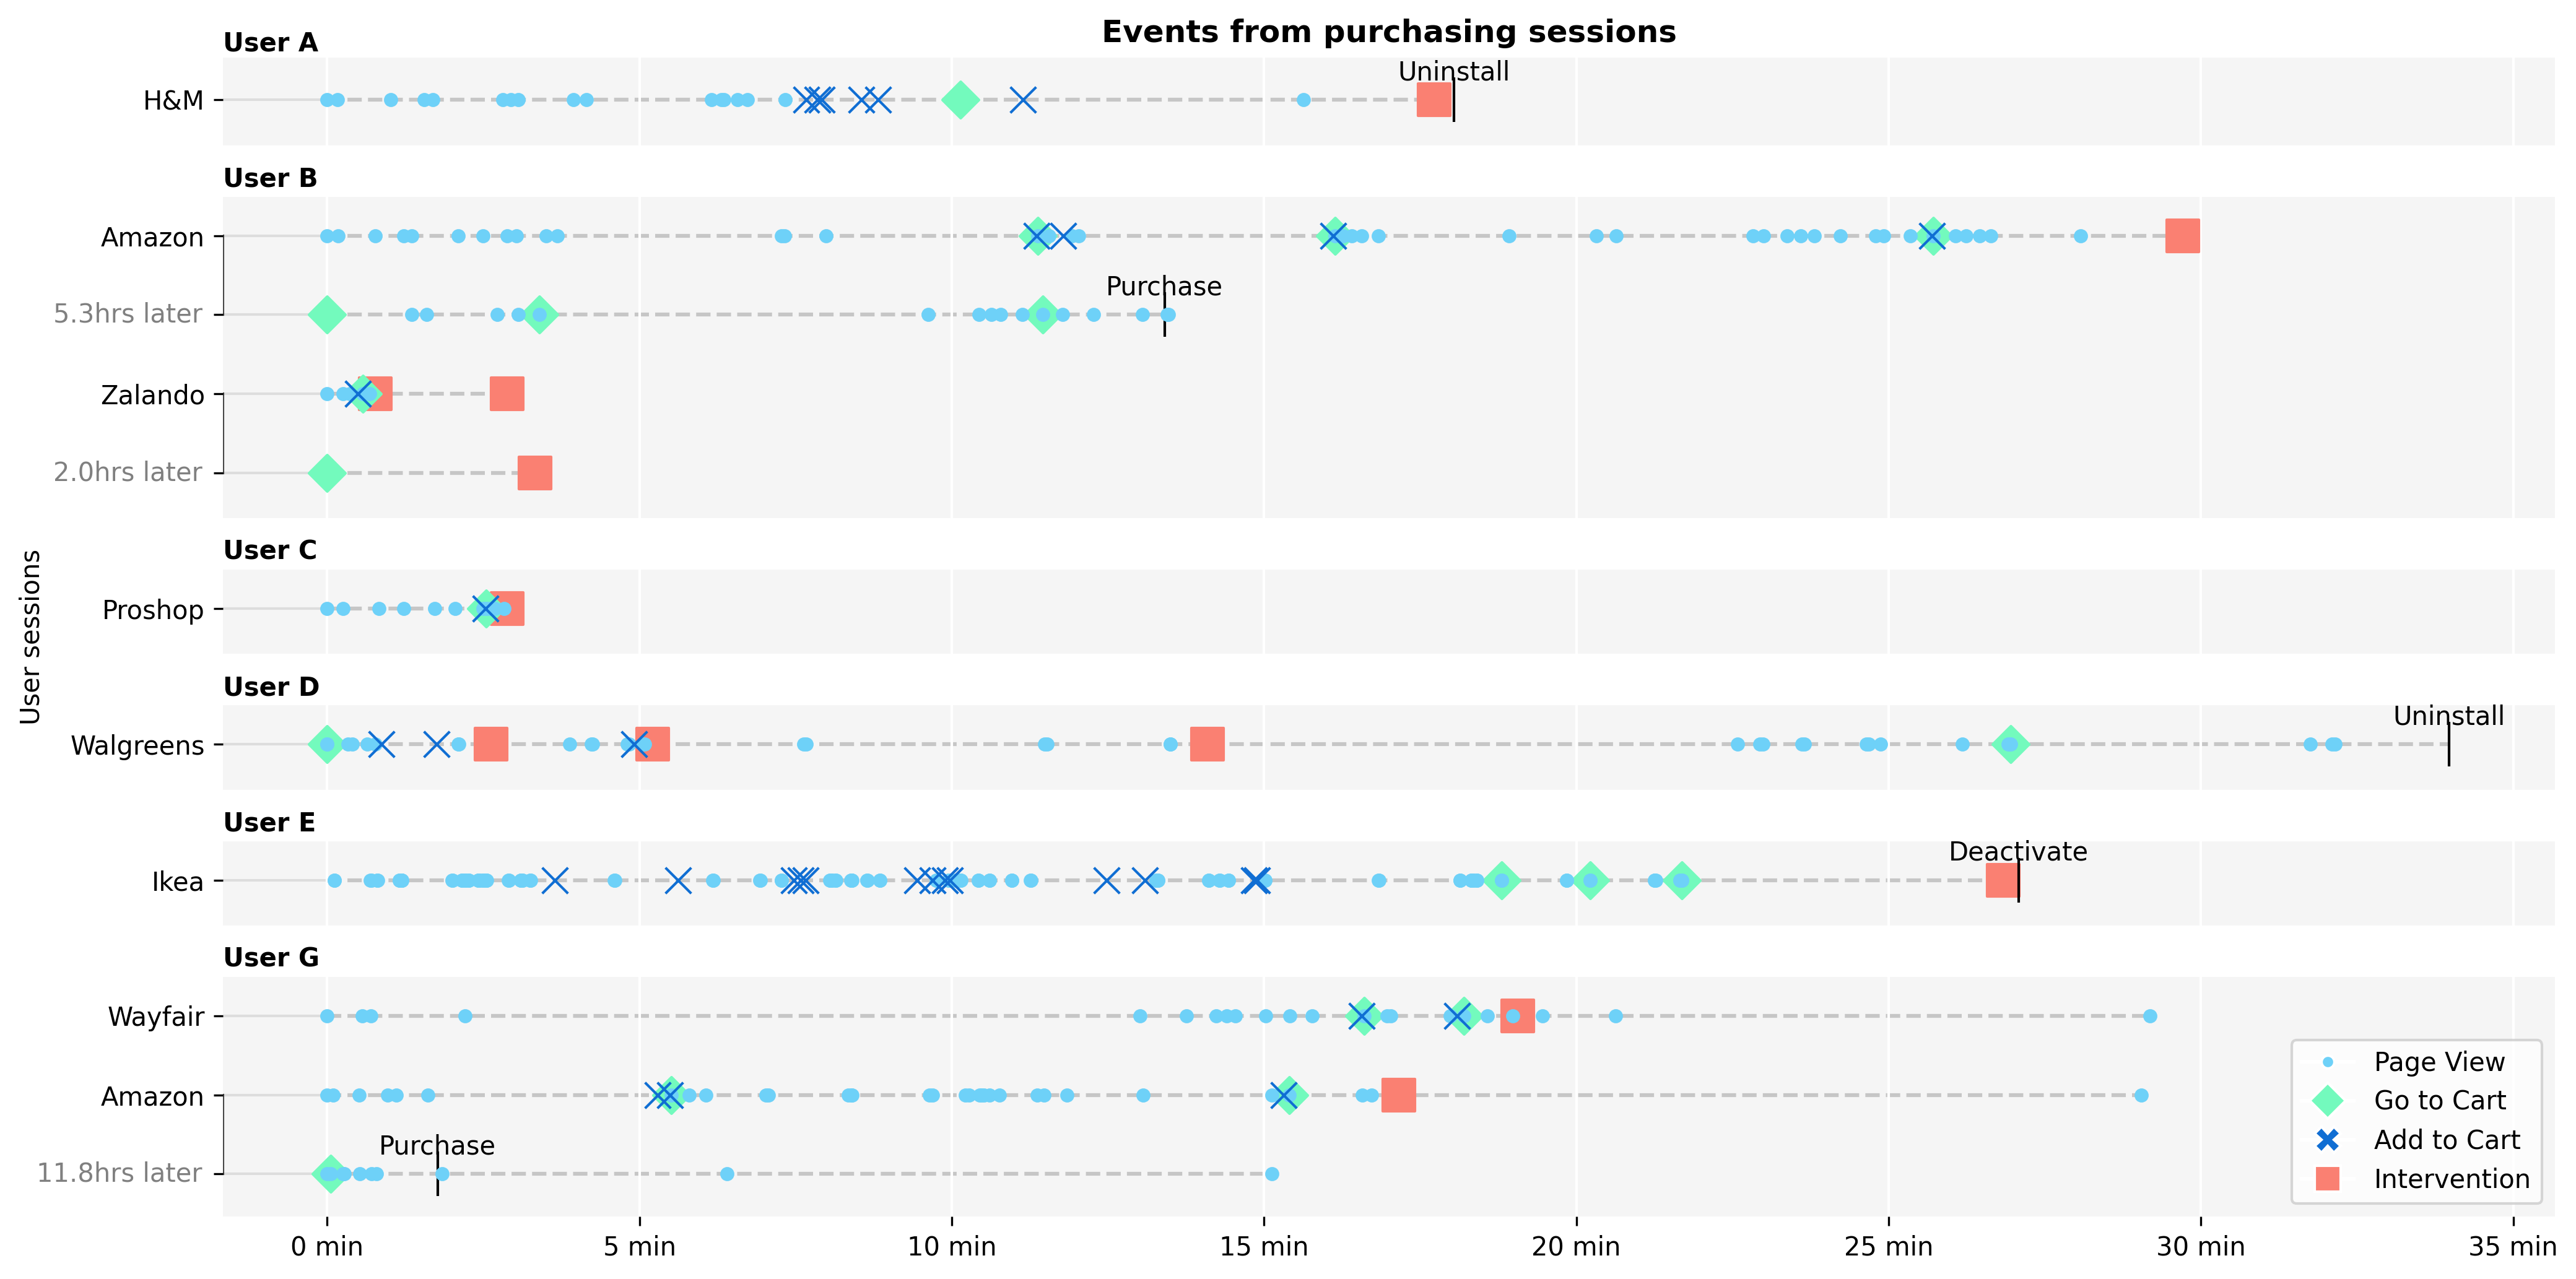 Events from purchasing sessions
User A
Uninstall
H&M
User B
Amazon
Purchase
5.3hrs later
Zalando
2.0hrs later
User C
Proshop
User sessions
User D
Uninstall
Walgreens
User E
Deactivate
Ikea
User G
Wayfair
Amazon
Purchase
11.8hrs later
Page View
Go to Cart
Add to Cart
Intervention
0 min
5 min
10 min
15 min
20 min
25 min
30 min
35 min